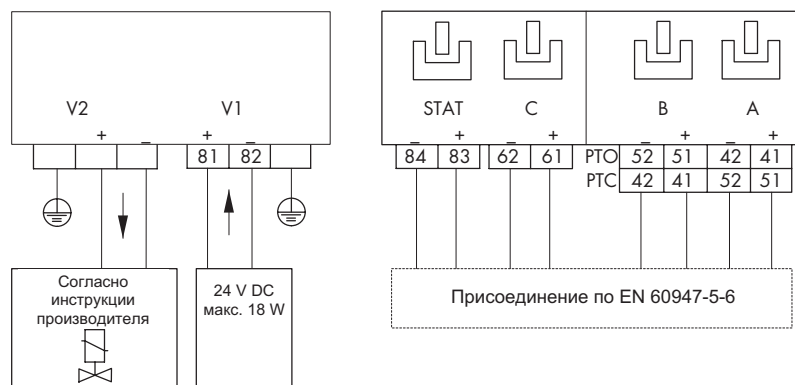 V2 V1
+ − + −
81 82
Согласно
инструкции
производителя
24 V DC
макс. 18 W
STAT C B A
− + − + − + − +
84 83 62 61 PTO 52 51 42 41
PTC 42 41 52 51
Присоединение по EN 60947-5-6